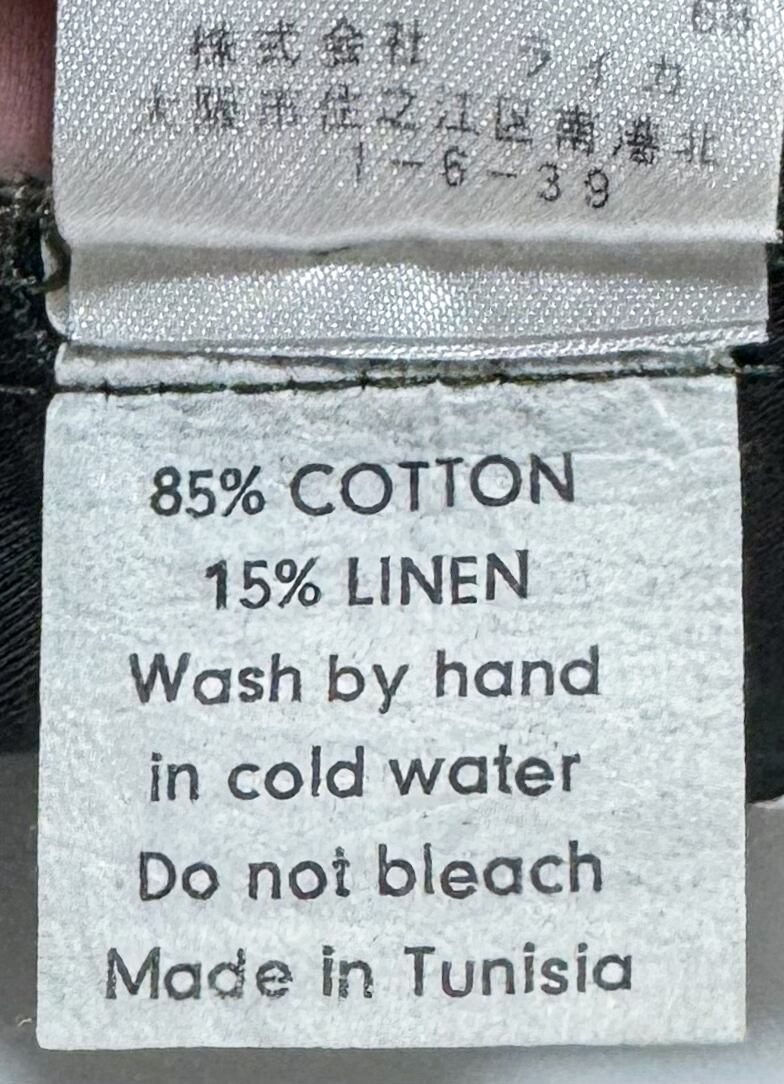 株式会社 ライカ
大阪市住之江区南港北
1-6-39
85% COTTON
15% LINEN
Wash by hand
in cold water
Do not bleach
Made in Tunisia